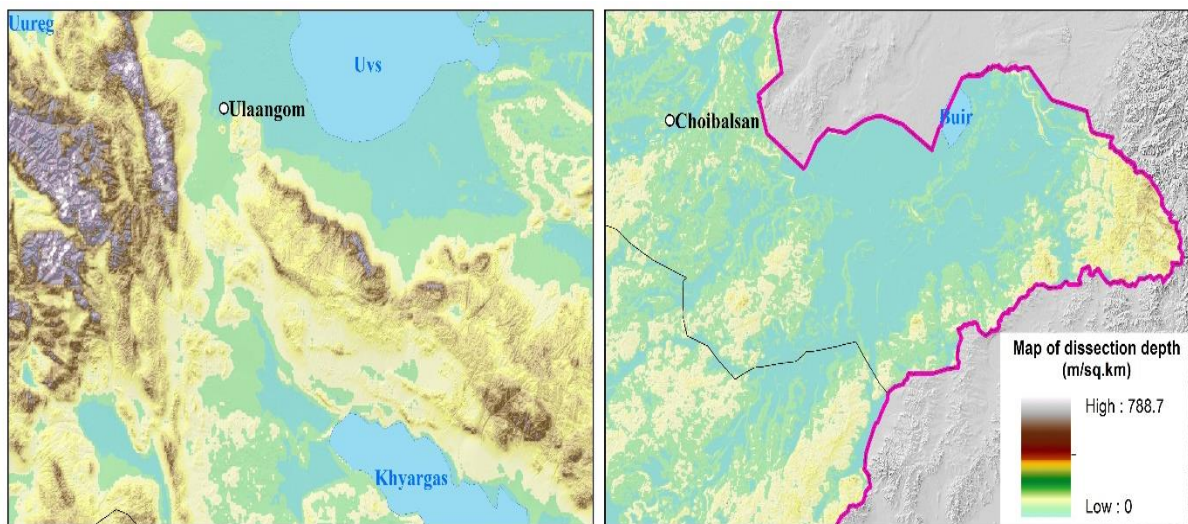 Uureg
Uvs
Ulaangom
Khyargas
Choibalsan
Buir
Map of dissection depth
(m/sq.km)
High : 788.7
Low : 0